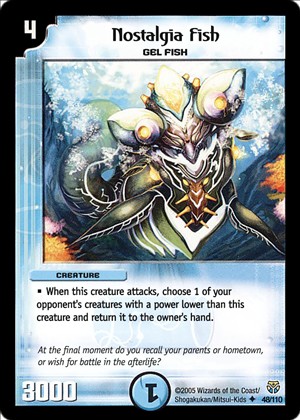 4
Nostalgia Fish
GEL FISH
CREATURE
▪ When this creature attacks, choose 1 of your
opponent's creatures with a power lower than this
creature and return it to the owner's hand.
At the final moment do you recall your parents or hometown,
or wish for battle in the afterlife?
3000
1
©2005 Wizards of the Coast/
Shogakukan/Mitsui-Kids ♦ 48/110